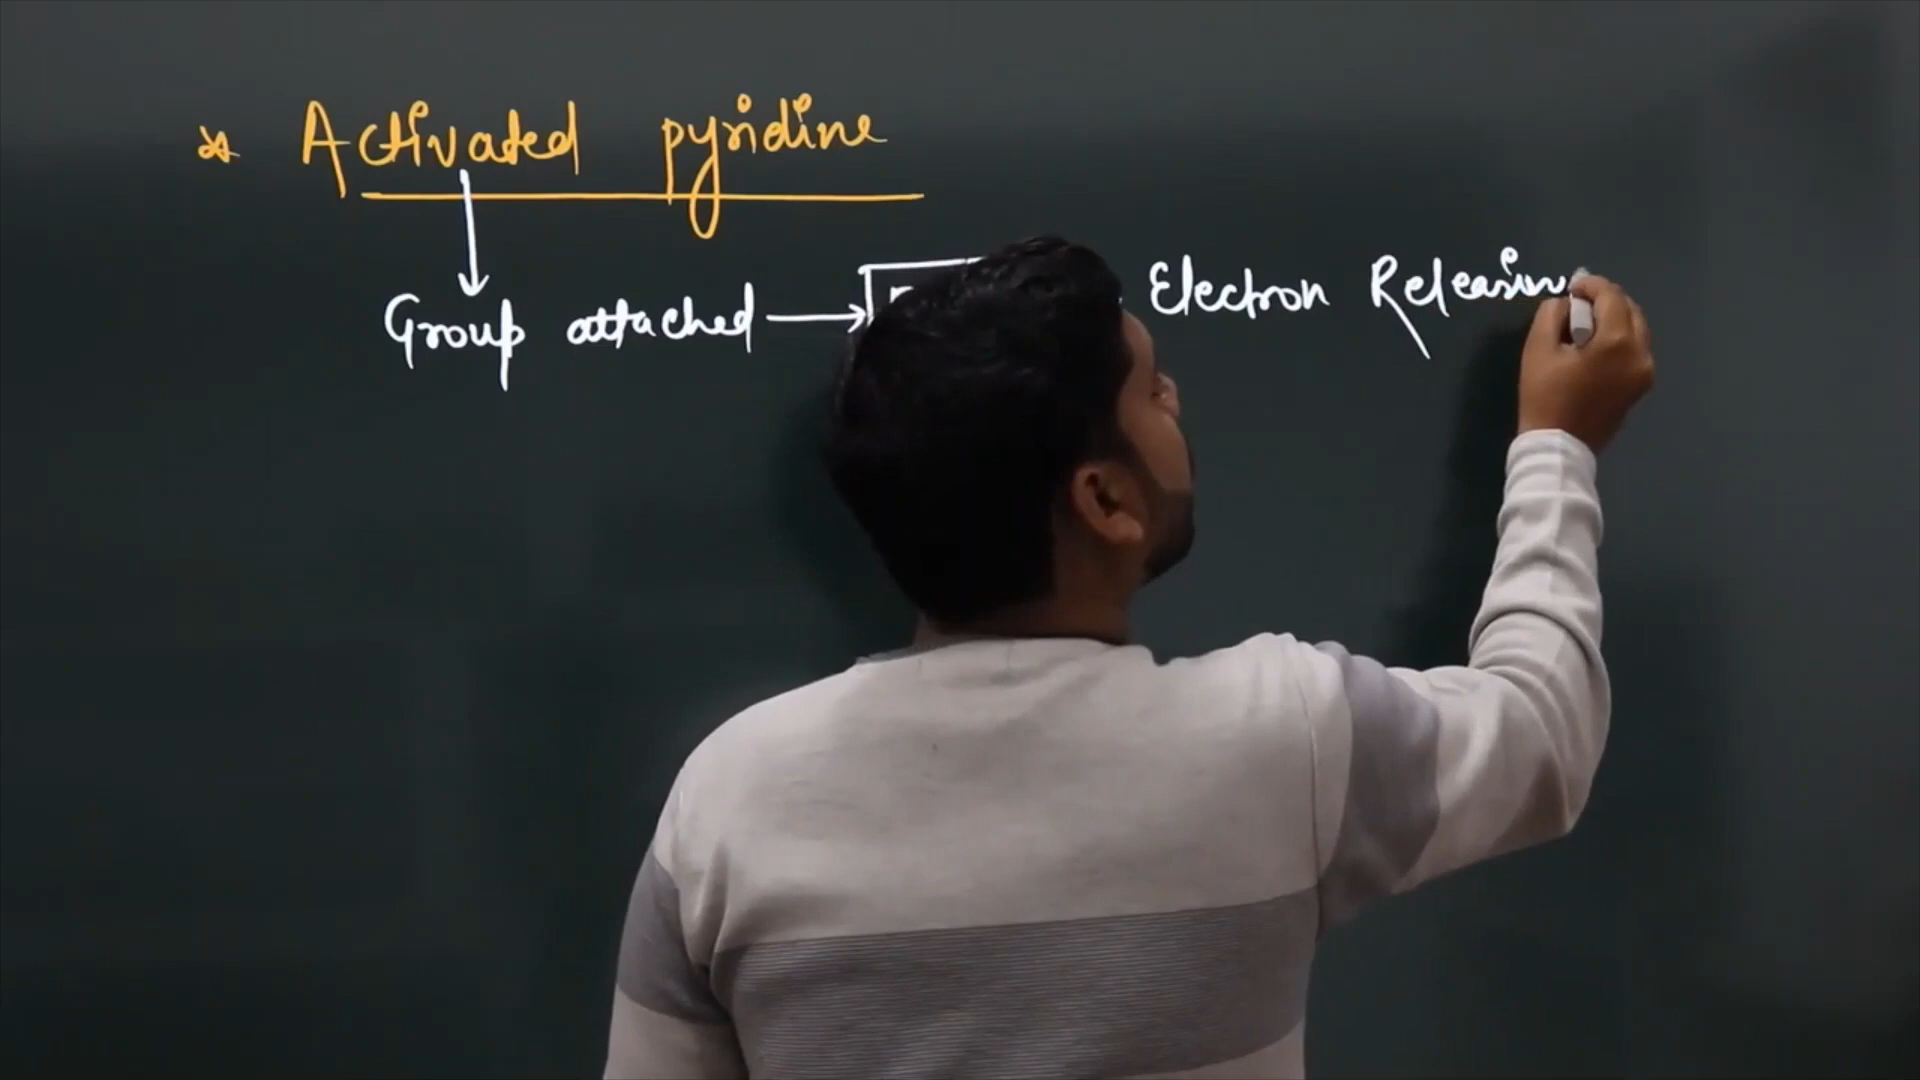 * Activated pyridine
Group attached → Electron Releasin